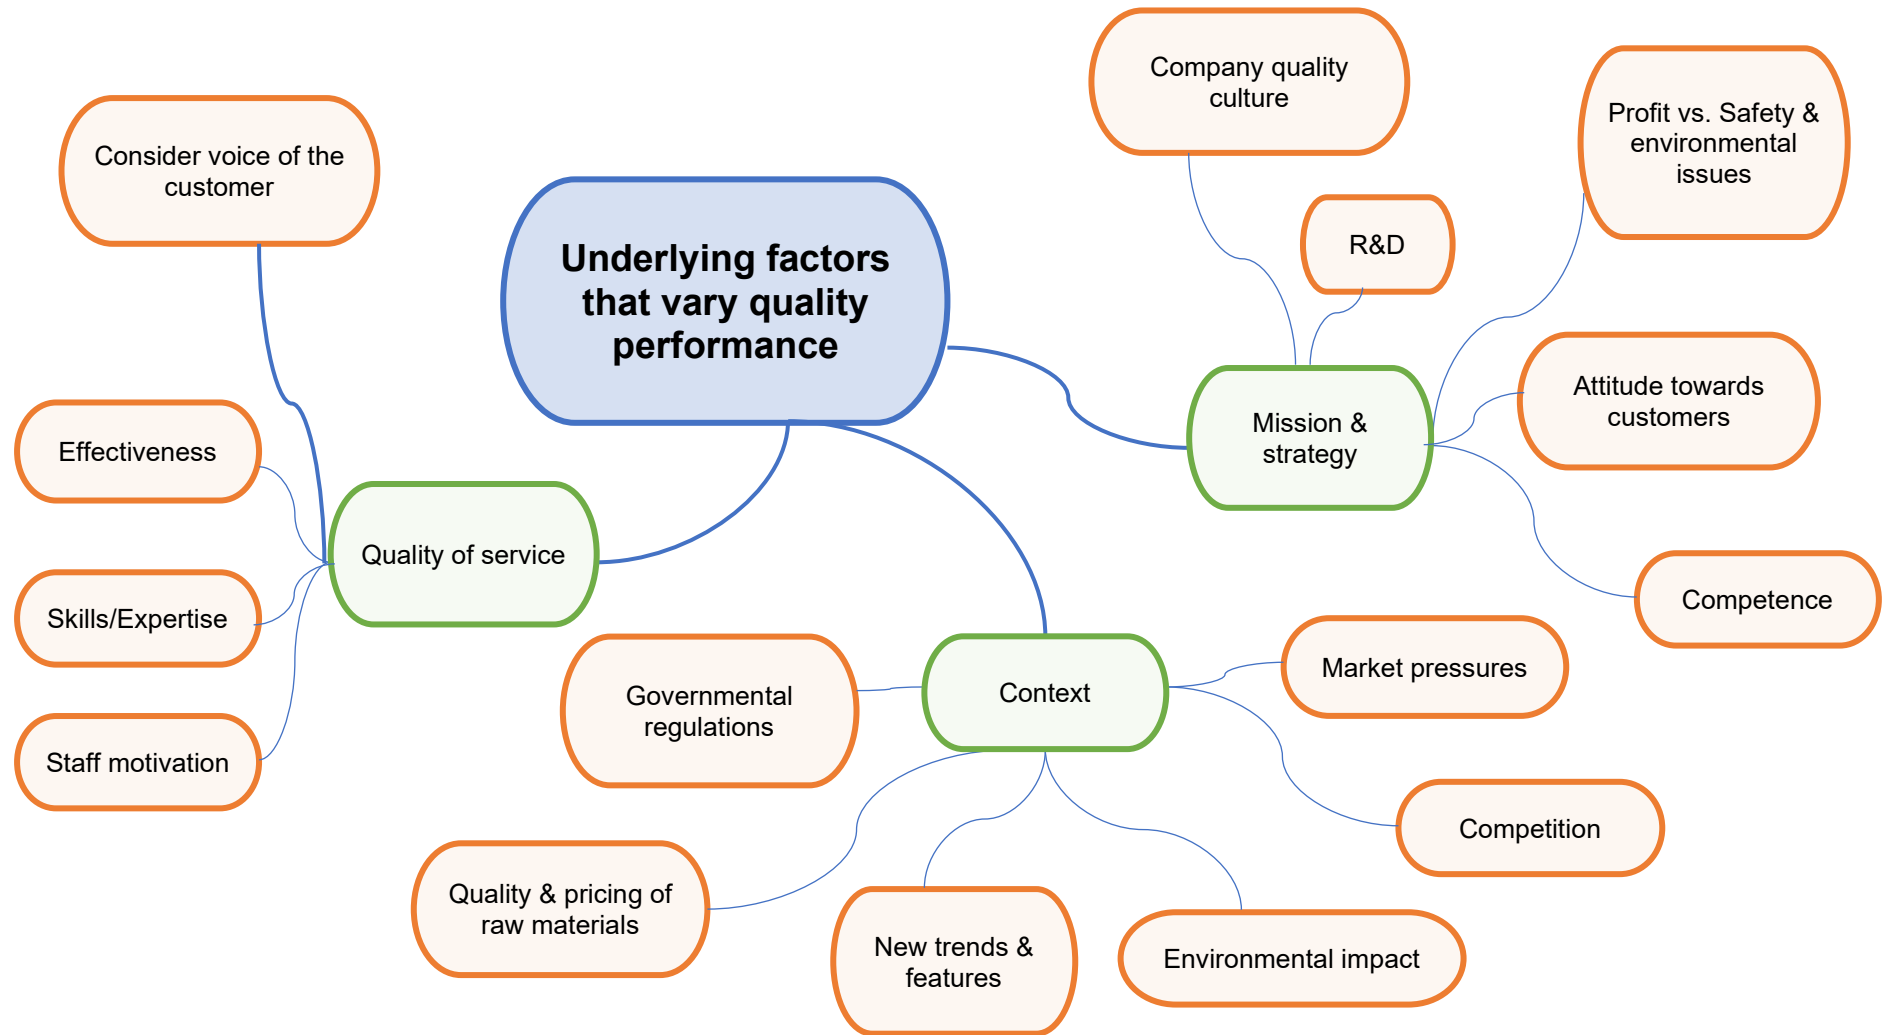 Company quality
culture
Profit vs. Safety &
environmental
issues
Consider voice of the
customer
Underlying factors
that vary quality
performance
R&D
Attitude towards
customers
Mission &
strategy
Effectiveness
Quality of service
Skills/Expertise
Competence
Market pressures
Governmental
regulations
Context
Staff motivation
Competition
Quality & pricing of
raw materials
New trends &
features
Environmental impact